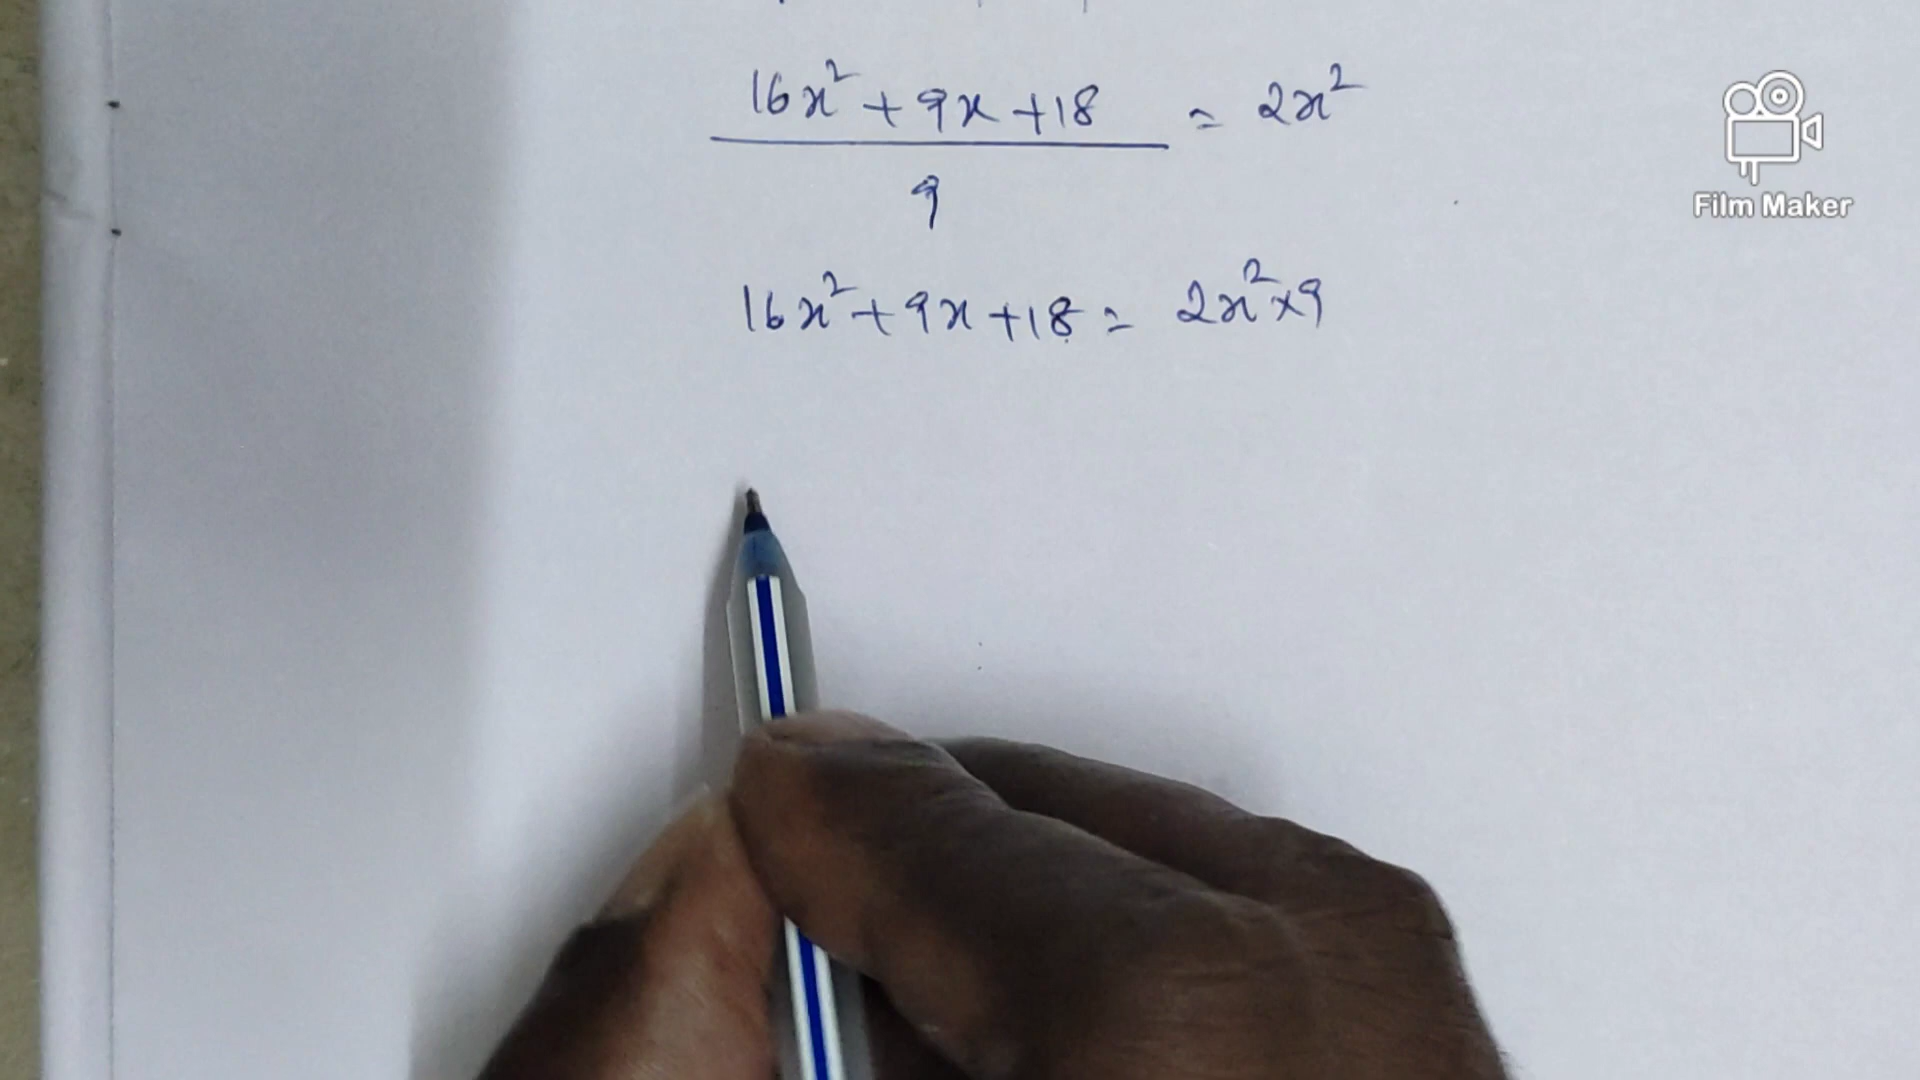 16x² + 9x + 18 = 2x²
9
16x² + 9x + 18 = 2x² × 9
Film Maker